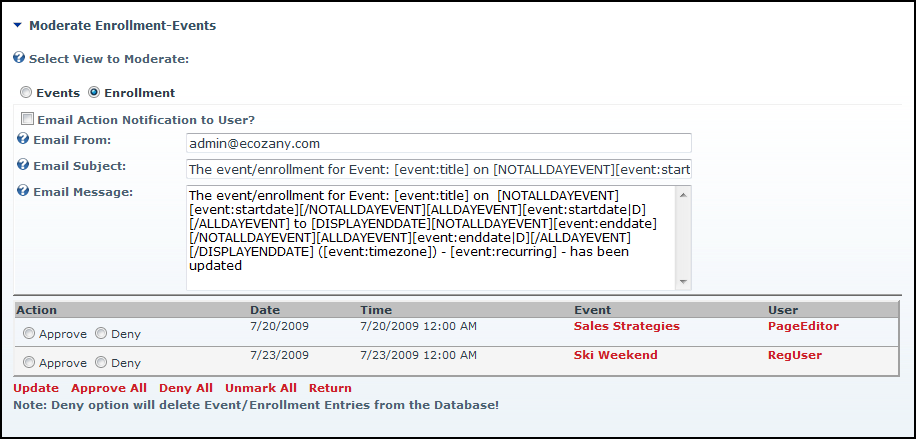 Moderate Enrollment-Events
Select View to Moderate:
Events Enrollment
Email Action Notification to User?
Email From: admin@ecozany.com
Email Subject: The event/enrollment for Event: [event:title] on [NOTALLDAYEVENT][event:start
Email Message: The event/enrollment for Event: [event:title] on [NOTALLDAYEVENT]
[event:startdate][/NOTALLDAYEVENT][ALLDAYEVENT][event:startdate|D]
[/ALLDAYEVENT] to [DISPLAYENDDATE][NOTALLDAYEVENT][event:enddate]
[/NOTALLDAYEVENT][ALLDAYEVENT][event:enddate|D][/ALLDAYEVENT]
[/DISPLAYENDDATE] ([event:timezone]) - [event:recurring] - has been
updated
Action Date Time Event User
Approve Deny 7/20/2009 7/20/2009 12:00 AM Sales Strategies PageEditor
Approve Deny 7/23/2009 7/23/2009 12:00 AM Ski Weekend RegUser
Update Approve All Deny All Unmark All Return
Note: Deny option will delete Event/Enrollment Entries from the Database!